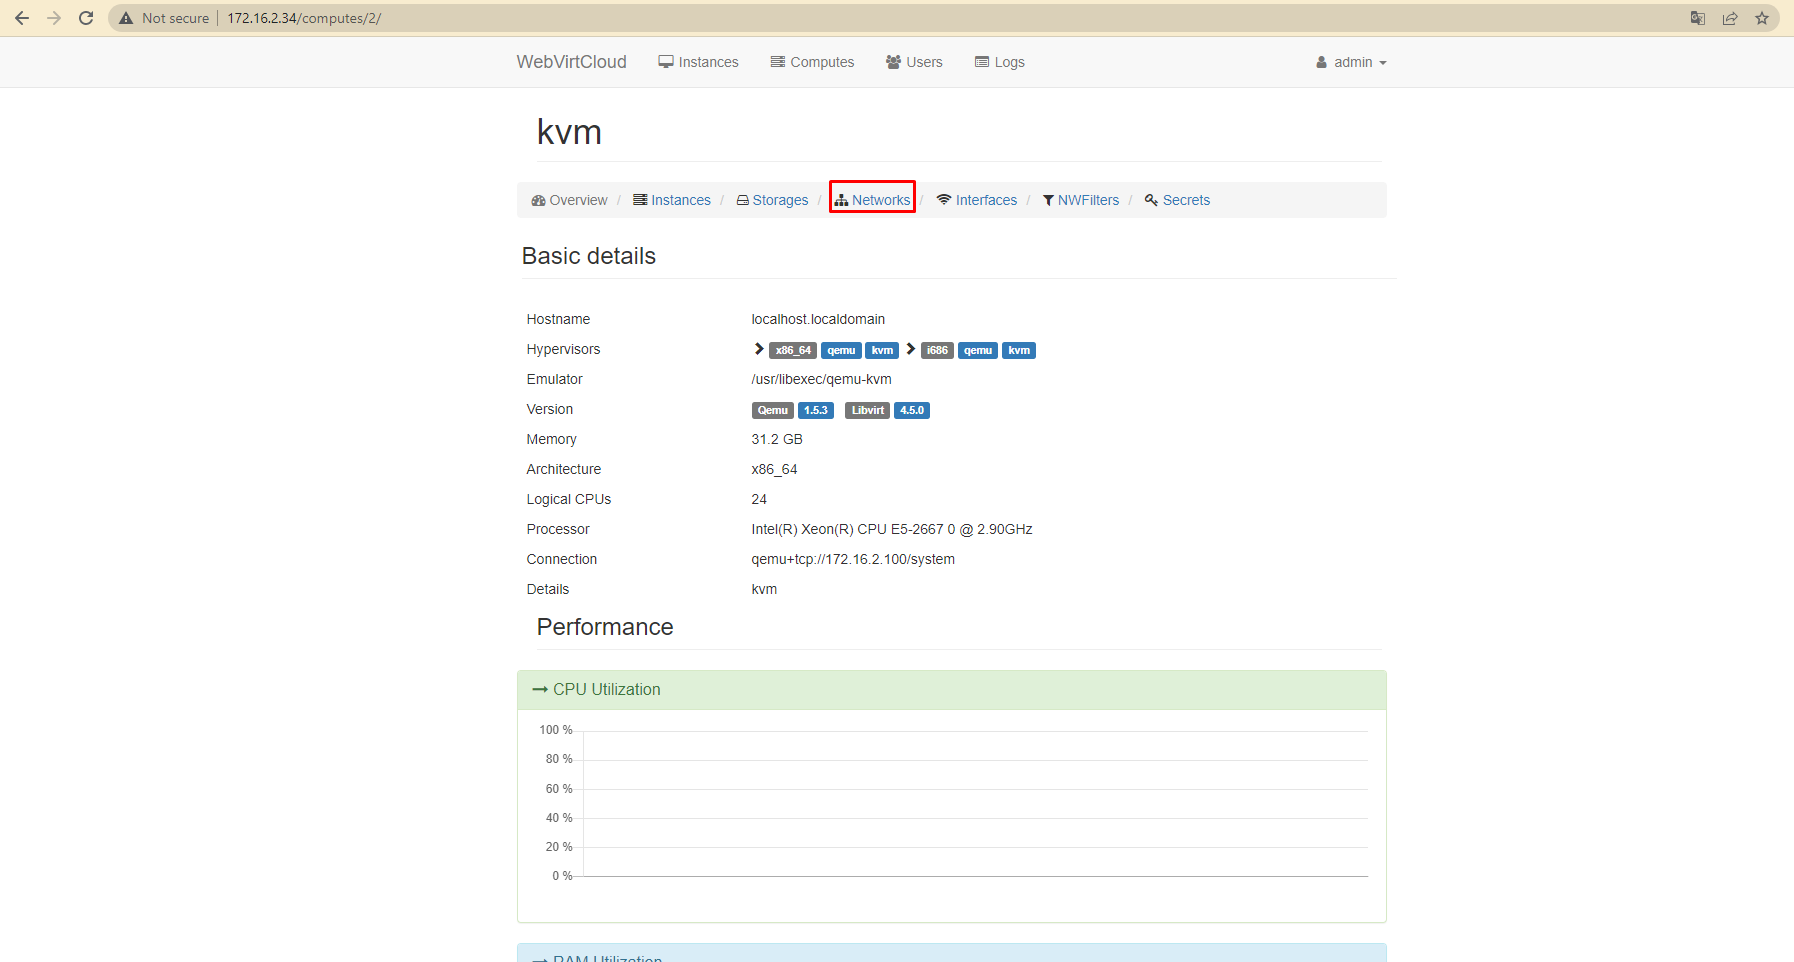 Not secure | 172.16.2.34/computes/2/
WebVirtCloud Instances Computes Users Logs admin
kvm
Overview / Instances / Storages / Networks / Interfaces / NWFilters / Secrets
Basic details
Hostname localhost.localdomain
Hypervisors x86_64 qemu kvm i686 qemu kvm
Emulator /usr/libexec/qemu-kvm
Version Qemu 1.5.3 Libvirt 4.5.0
Memory 31.2 GB
Architecture x86_64
Logical CPUs 24
Processor Intel(R) Xeon(R) CPU E5-2667 0 @ 2.90GHz
Connection qemu+tcp://172.16.2.100/system
Details kvm
Performance
CPU Utilization
100 %
80 %
60 %
40 %
20 %
0 %
RAM Utilization